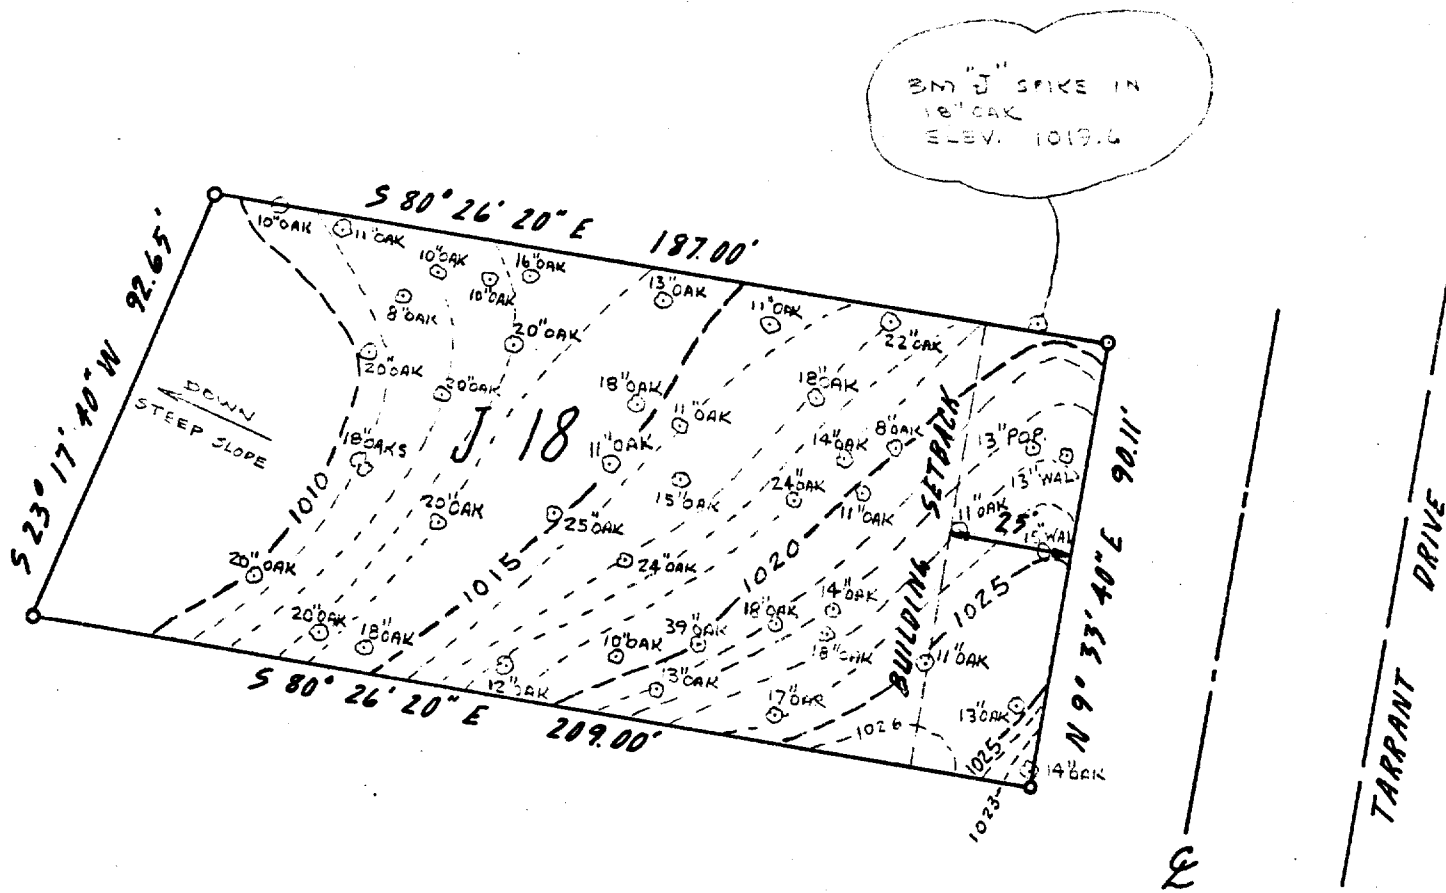 BM "J" SPIKE IN
18" OAK
ELEV. 1019.6
S 80° 26' 20" E 187.00'
10" OAK
11" OAK
10" OAK
16" OAK
10" OAK
8" OAK
13" OAK
11" OAK
20" OAK
22" OAK
20" OAK
20" OAK
18" OAK
18" OAK
11" OAK
S 23° 17' 40" W 92.65'
DOWN
STEEP SLOPE
J 18
18" OAKS
11" OAK
14" OAK
8" OAK
13" POP.
13" WAL
15" OAK
24" OAK
11" OAK
1010
20" OAK
25" OAK
11" OAK
25'
15" WAL
BUILDING SETBACK
N 9° 33' 40" E 90.11'
20" OAK
1015
24" OAK
1020
1025
20" OAK
18" OAK
10" OAK
39" OAK
18" OAK
14" OAK
18" OAK
11" OAK
12" OAK
13" OAK
17" OAK
1026
13" OAK
1025
14" OAK
1023
S 80° 26' 20" E 209.00'
TARRANT DRIVE
℄